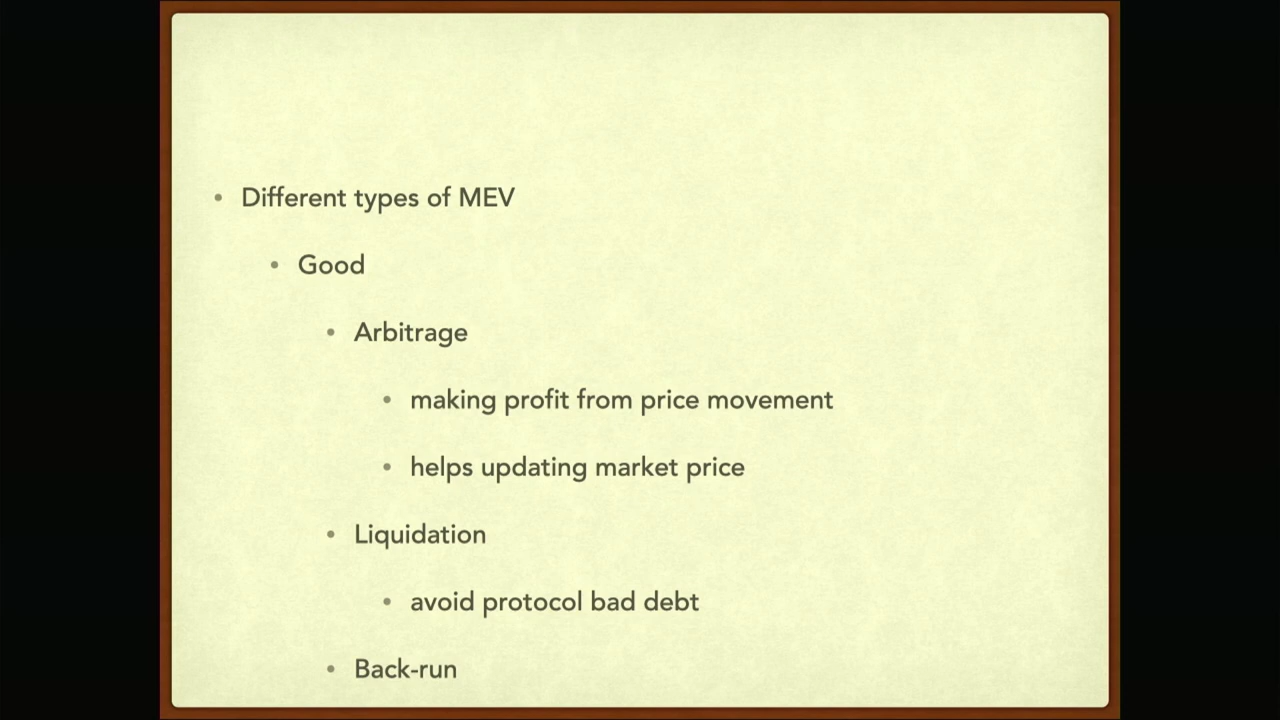 • Different types of MEV
• Good
• Arbitrage
• making profit from price movement
• helps updating market price
• Liquidation
• avoid protocol bad debt
• Back-run